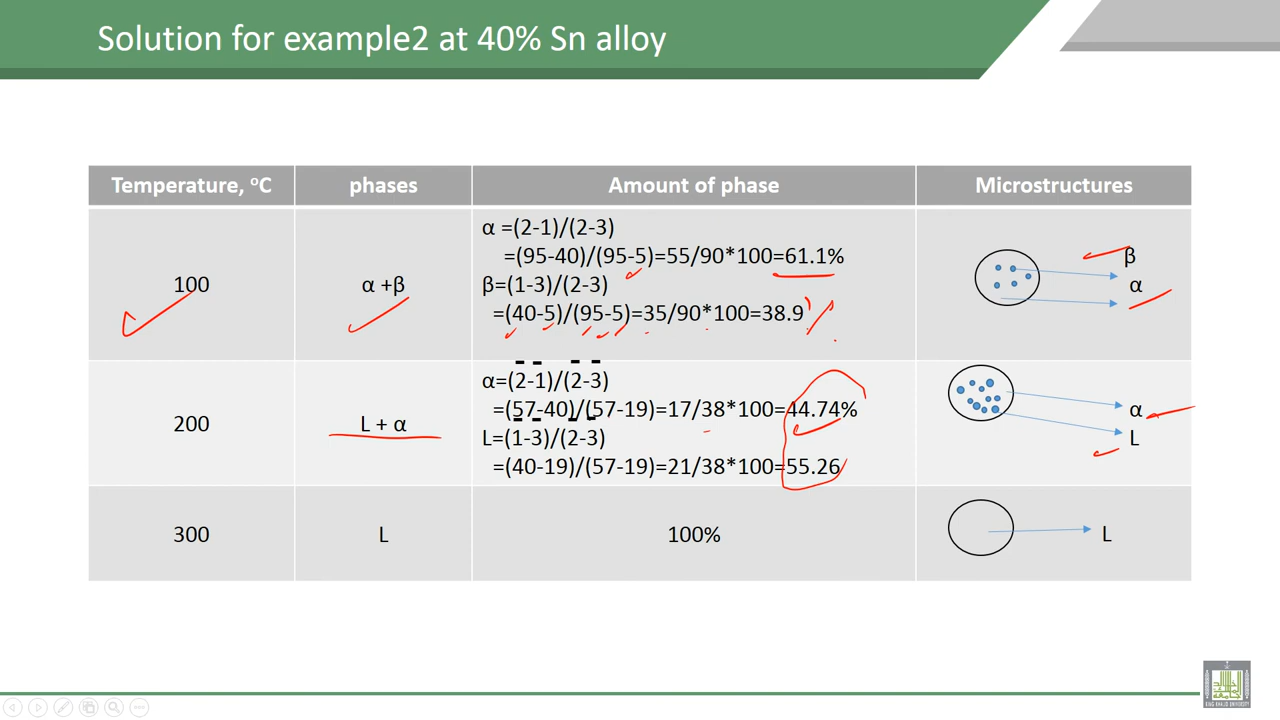 Solution for example2 at 40% Sn alloy
Temperature, ᵒC
phases
Amount of phase
Microstructures
100
α +β
α =(2-1)/(2-3)
=(95-40)/(95-5)=55/90*100=61.1%
β=(1-3)/(2-3)
=(40-5)/(95-5)=35/90*100=38.9%
β
α
200
L + α
α=(2-1)/(2-3)
=(57-40)/(57-19)=17/38*100=44.74%
L=(1-3)/(2-3)
=(40-19)/(57-19)=21/38*100=55.26
α
L
300
L
100%
L